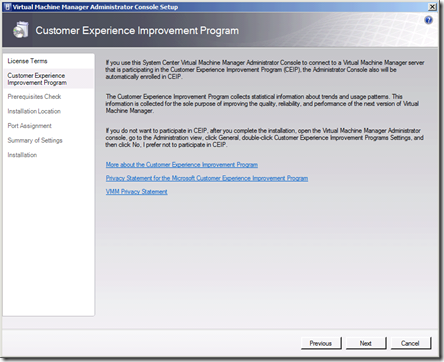 Virtual Machine Manager Administrator Console Setup
Customer Experience Improvement Program
License Terms
Customer Experience
Improvement Program
Prerequisites Check
Installation Location
Port Assignment
Summary of Settings
Installation
If you use this System Center Virtual Machine Manager Administrator Console to connect to a Virtual Machine Manager server
that is participating in the Customer Experience Improvement Program (CEIP), the Administrator Console also will be
automatically enrolled in CEIP.
The Customer Experience Improvement Program collects statistical information about trends and usage patterns. This
information is collected for the sole purpose of improving the quality, reliability, and performance of the next version of Virtual
Machine Manager.
If you do not want to participate in CEIP, after you complete the installation, open the Virtual Machine Manager Administrator
console, go to the Administration view, click General, double-click Customer Experience Improvement Programs Settings, and
then click No, I prefer not to participate in CEIP.
More about the Customer Experience Improvement Program
Privacy Statement for the Microsoft Customer Experience Improvement Program
VMM Privacy Statement
Previous
Next
Cancel